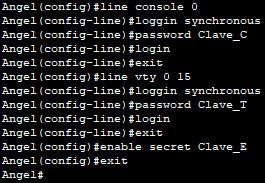 Angel(config)#line console 0
Angel(config-line)#loggin synchronous
Angel(config-line)#password Clave_C
Angel(config-line)#login
Angel(config-line)#exit
Angel(config)#line vty 0 15
Angel(config-line)#loggin synchronous
Angel(config-line)#password Clave_T
Angel(config-line)#login
Angel(config-line)#exit
Angel(config)#enable secret Clave_E
Angel(config)#exit
Angel#